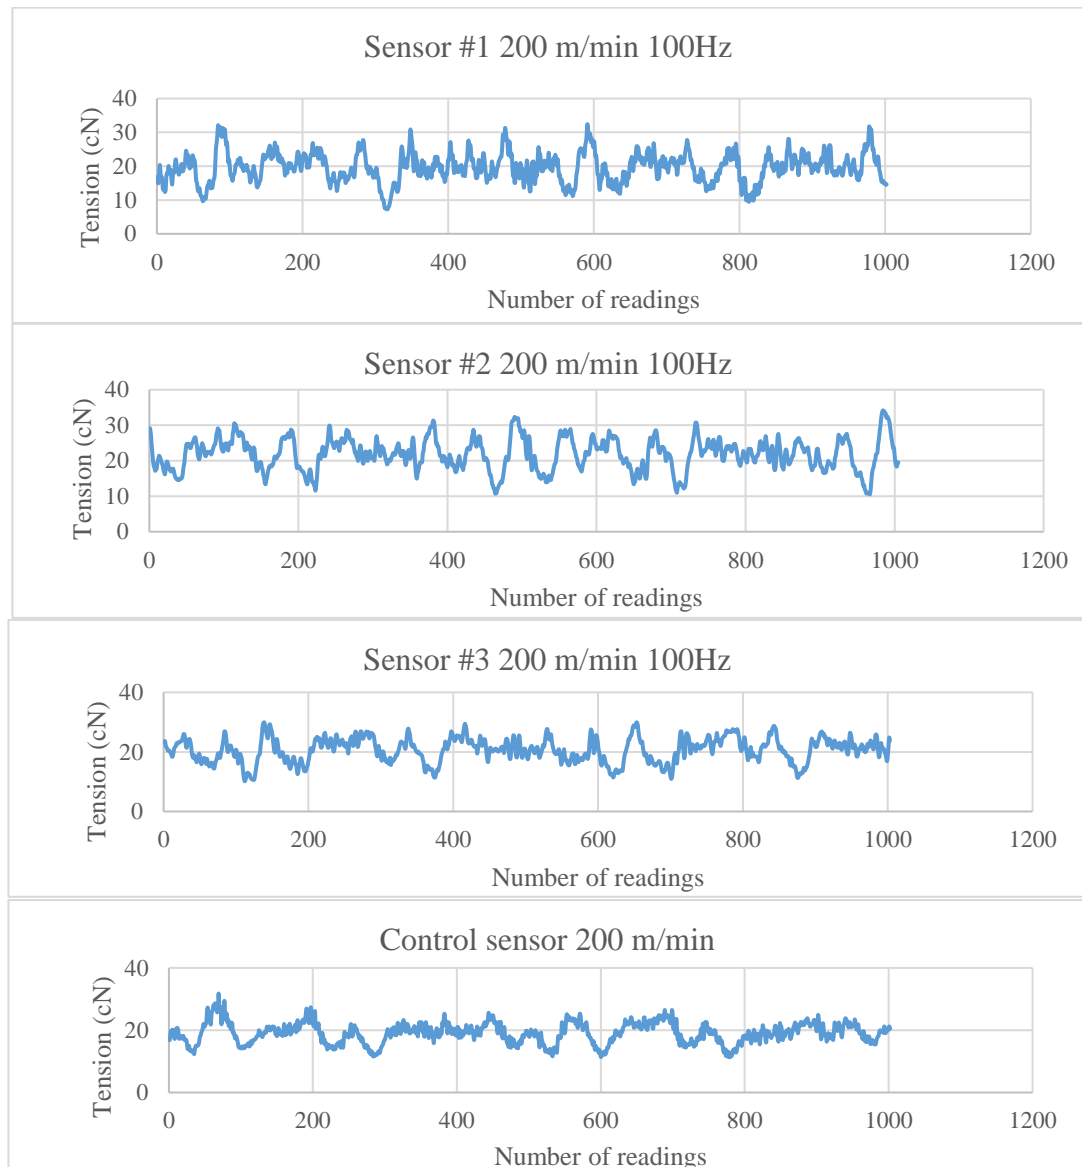 Sensor #1 200 m/min 100Hz
Tension (cN)
40
30
20
10
0
0 200 400 600 800 1000 1200
Number of readings
Sensor #2 200 m/min 100Hz
Tension (cN)
40
30
20
10
0
0 200 400 600 800 1000 1200
Number of readings
Sensor #3 200 m/min 100Hz
Tension (cN)
40
20
0
0 200 400 600 800 1000 1200
Number of readings
Control sensor 200 m/min
Tension (cN)
40
20
0
0 200 400 600 800 1000 1200
Number of readings